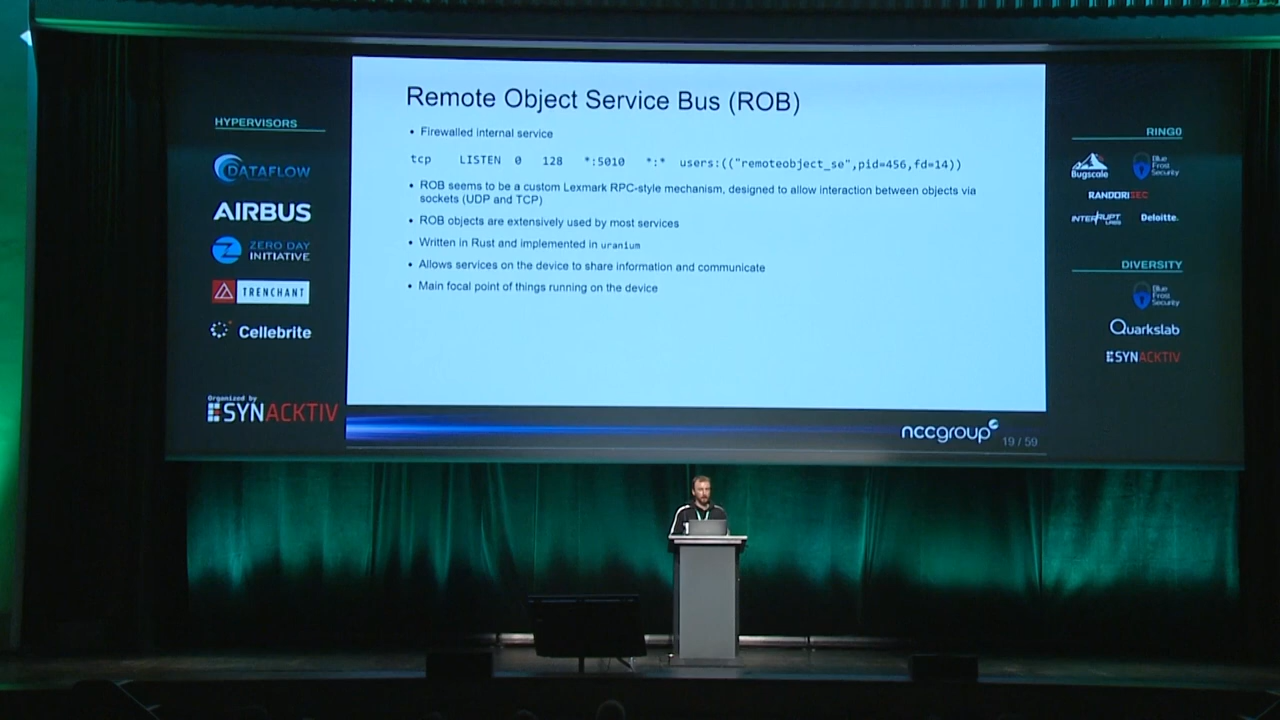 HYPERVISORS
DATAFLOW
AIRBUS
ZERO DAY
INITIATIVE
TRENCHANT
Cellebrite
Organized by
SYNACKTIV
Remote Object Service Bus (ROB)
• Firewalled internal service
tcp LISTEN 0 128 *:5010 *:* users:(("remoteobject_se",pid=456,fd=14))
• ROB seems to be a custom Lexmark RPC-style mechanism, designed to allow interaction between objects via
sockets (UDP and TCP)
• ROB objects are extensively used by most services
• Written in Rust and implemented in uranium
• Allows services on the device to share information and communicate
• Main focal point of things running on the device
nccgroup
19 / 59
RING0
Bugscale
Blue
Frost
Security
RANDORISEC
INTERRUPT
LABS
Deloitte.
DIVERSITY
Blue
Frost
Security
Quarkslab
SYNACKTIV